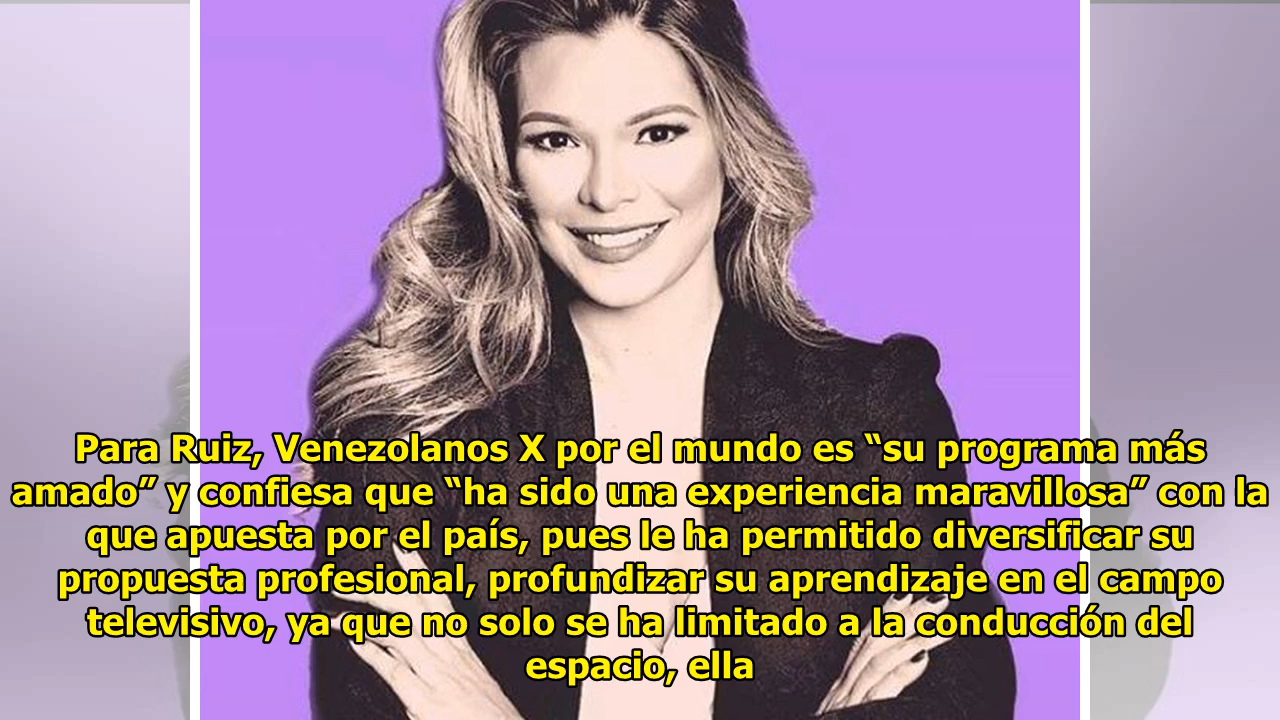 Para Ruiz, Venezolanos X por el mundo es “su programa más
amado” y confiesa que “ha sido una experiencia maravillosa” con la
que apuesta por el país, pues le ha permitido diversificar su
propuesta profesional, profundizar su aprendizaje en el campo
televisivo, ya que no solo se ha limitado a la conducción del
espacio, ella